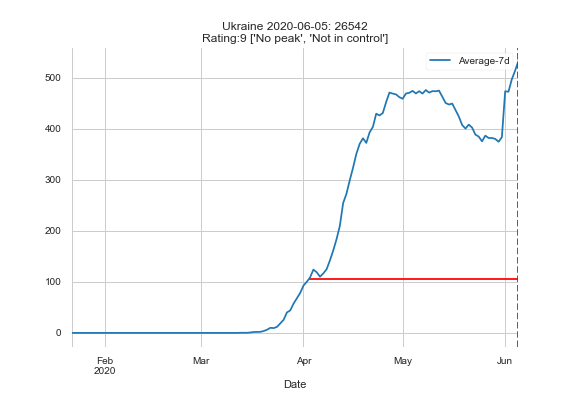 Ukraine 2020-06-05: 26542
Rating:9 ['No peak', 'Not in control']
Average-7d
500
400
300
200
100
0
Feb
2020
Mar
Apr
May
Jun
Date